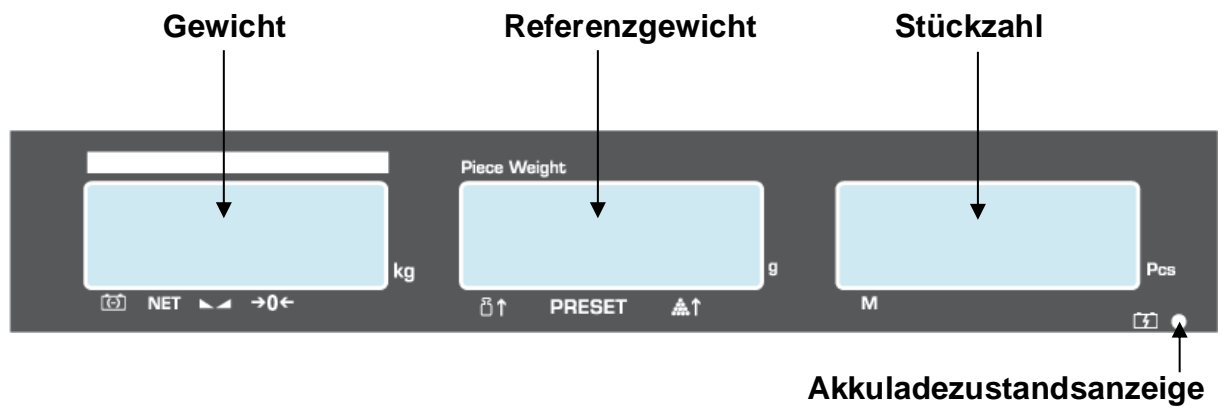 Gewicht Referenzgewicht Stückzahl
Piece Weight
kg g Pcs
NET →0← ↑ PRESET ↑ M
Akkuladezustandsanzeige